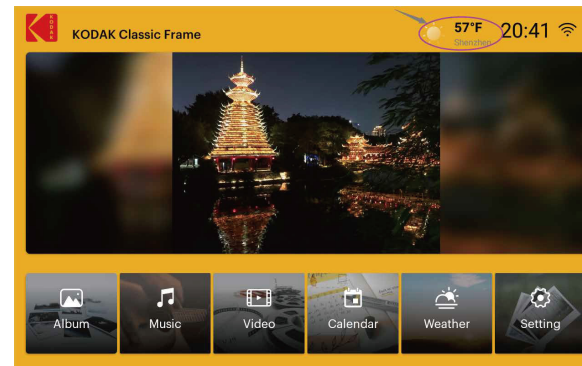 KODAK
KODAK Classic Frame
57°F
Shenzhen
20:41
Album
Music
Video
Calendar
Weather
Setting